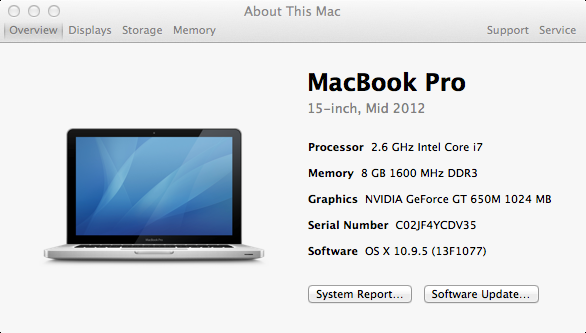 About This Mac
Overview Displays Storage Memory Support Service
MacBook Pro
15-inch, Mid 2012
Processor 2.6 GHz Intel Core i7
Memory 8 GB 1600 MHz DDR3
Graphics NVIDIA GeForce GT 650M 1024 MB
Serial Number C02JF4YCDV35
Software OS X 10.9.5 (13F1077)
MacBook Pro
System Report... Software Update...